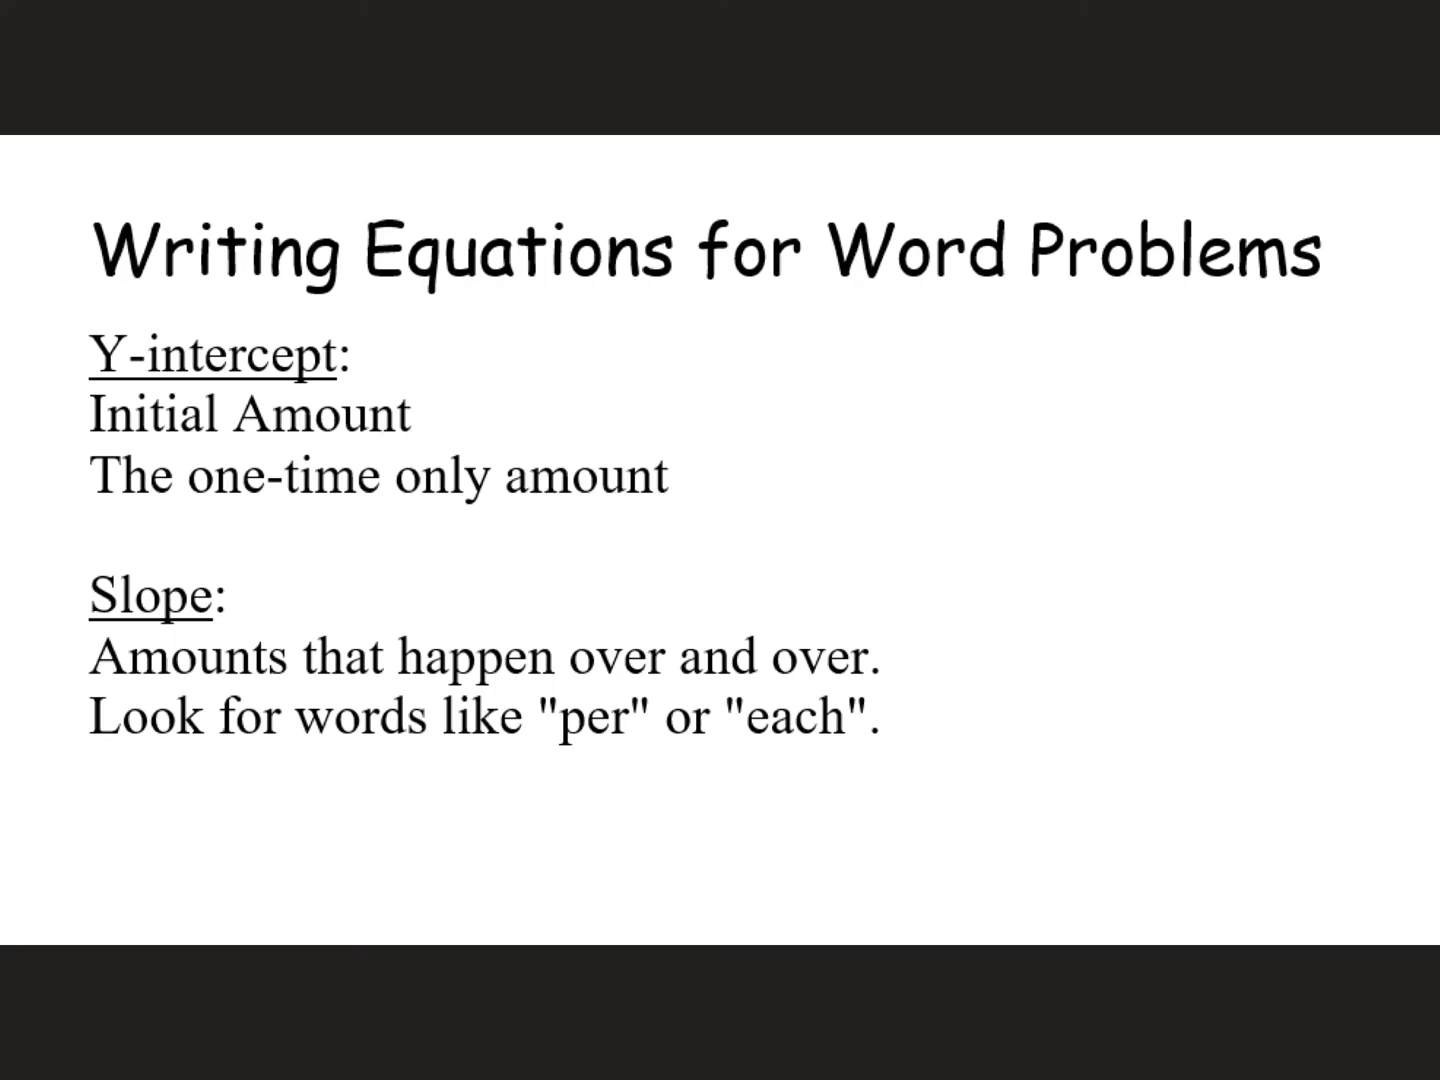 Writing Equations for Word Problems
Y-intercept:
Initial Amount
The one-time only amount
Slope:
Amounts that happen over and over.
Look for words like "per" or "each".